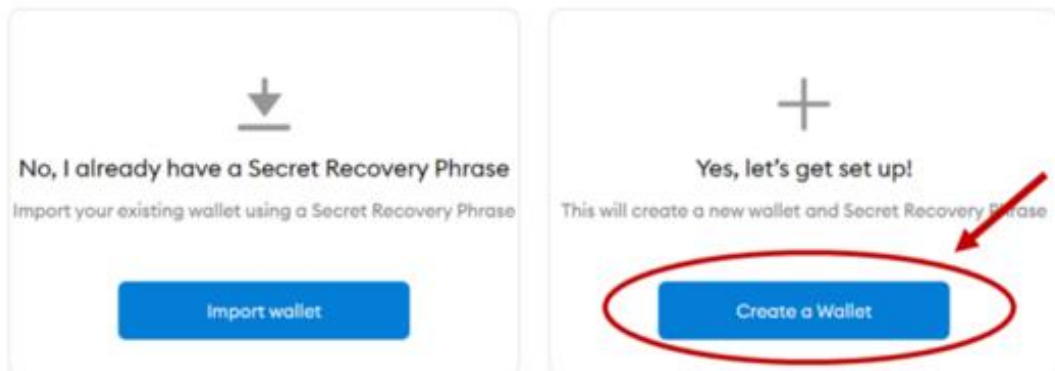 No, I already have a Secret Recovery Phrase
Import your existing wallet using a Secret Recovery Phrase
Import wallet
Yes, let's get set up!
This will create a new wallet and Secret Recovery Phrase
Create a Wallet